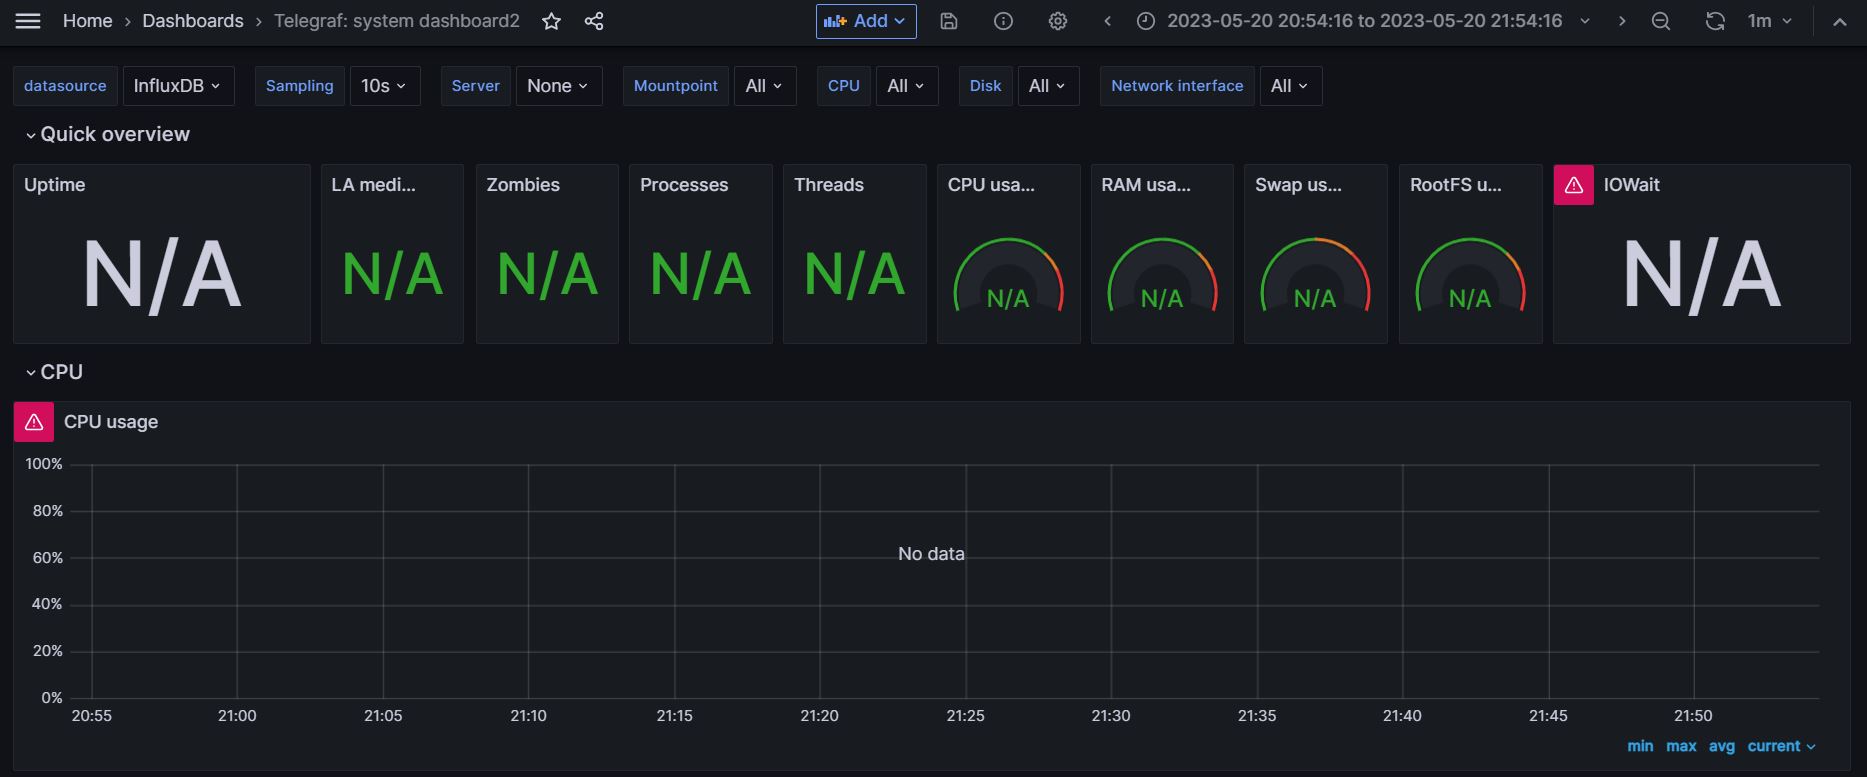 Home › Dashboards › Telegraf: system dashboard2 Add 2023-05-20 20:54:16 to 2023-05-20 21:54:16 1m
datasource InfluxDB Sampling 10s Server None Mountpoint All CPU All Disk All Network interface All
Quick overview
Uptime
N/A
LA medi...
N/A
Zombies
N/A
Processes
N/A
Threads
N/A
CPU usa...
N/A
RAM usa...
N/A
Swap us...
N/A
RootFS u...
N/A
IOWait
N/A
CPU
CPU usage
100%
80%
60%
40%
20%
0%
No data
20:55 21:00 21:05 21:10 21:15 21:20 21:25 21:30 21:35 21:40 21:45 21:50
min max avg current